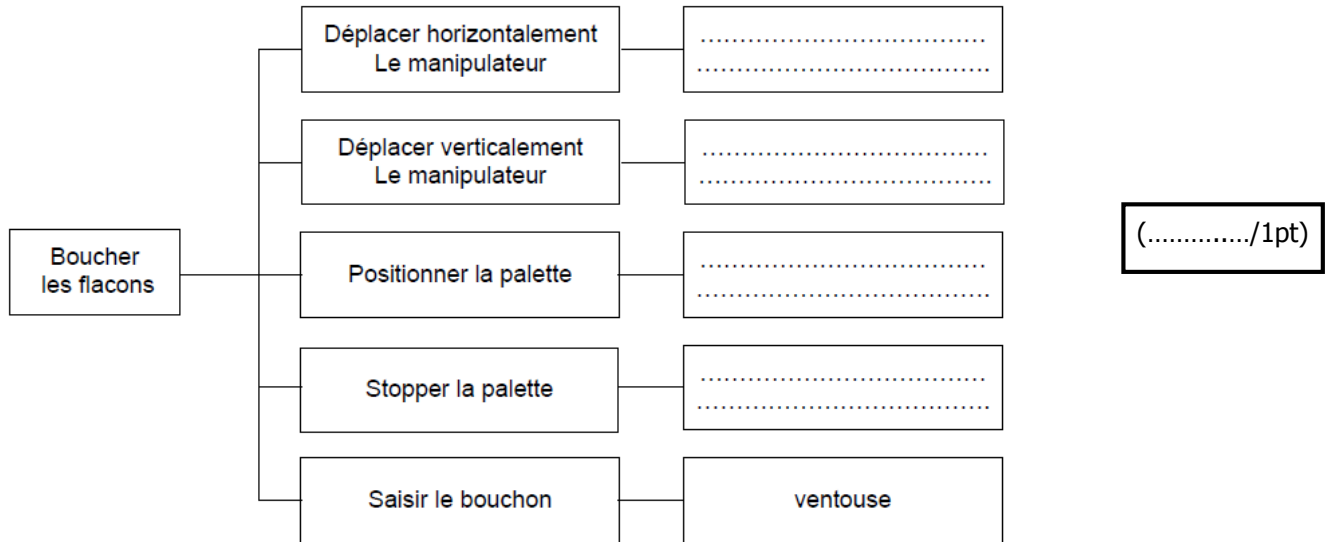 Déplacer horizontalement
Le manipulateur
………………………………
……………………………….
Déplacer verticalement
Le manipulateur
………………………………
……………………………….
(………..…/1pt)
Boucher
les flacons
Positionner la palette
………………………………
……………………………….
Stopper la palette
………………………………
……………………………….
Saisir le bouchon
ventouse